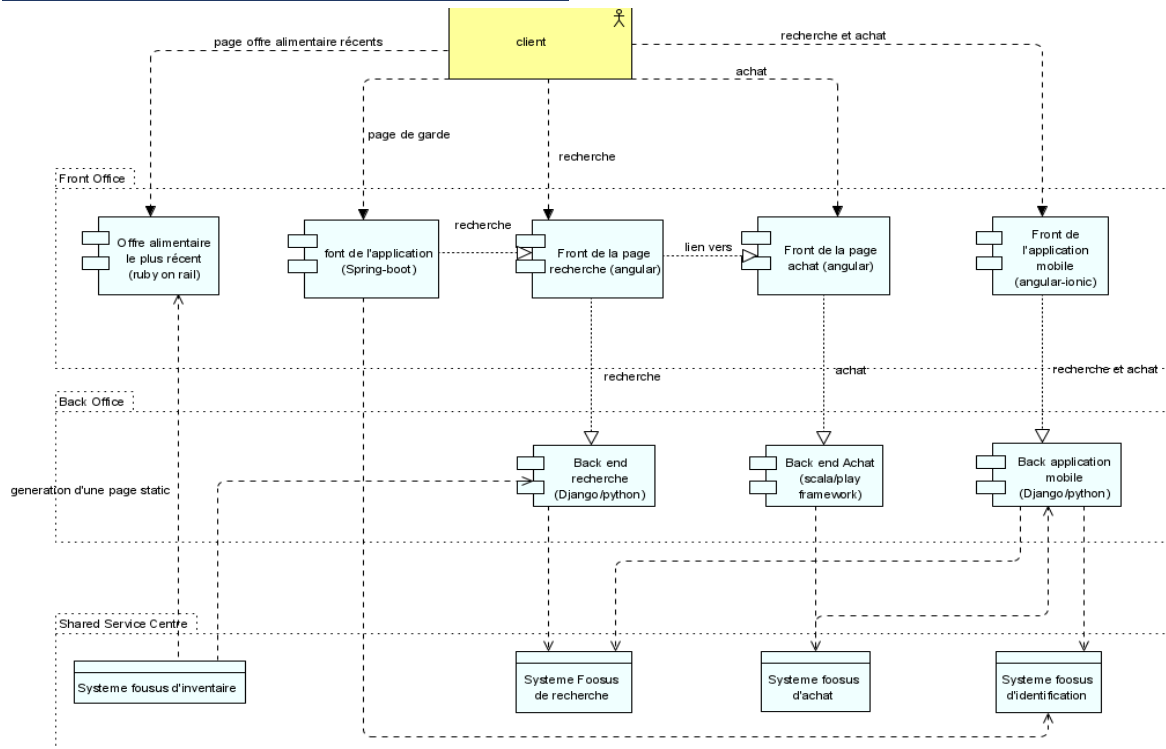 client
page offre alimentaire récents
recherche et achat
achat
page de garde
recherche
Front Office
Offre alimentaire
le plus récent
(ruby on rail)
font de l'application
(Spring-boot)
recherche
Front de la page
recherche (angular)
lien vers
Front de la page
achat (angular)
Front de
l'application
mobile
(angular-ionic)
recherche
achat
recherche et achat
Back Office
generation d'une page static
Back end
recherche
(Django/python)
Back end Achat
(scala/play
framework)
Back application
mobile
(Django/python)
Shared Service Centre
Systeme fousus d'inventaire
Systeme Foosus
de recherche
Systeme foosus
d'achat
Systeme foosus
d'identification